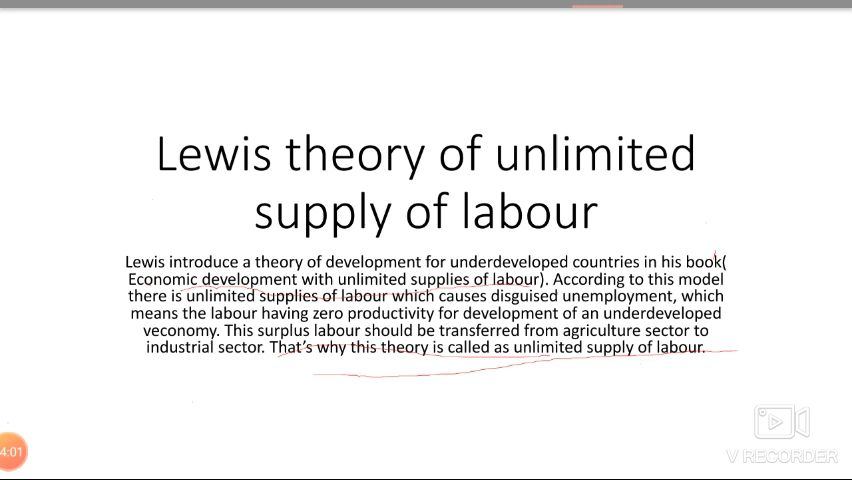 Lewis theory of unlimited
supply of labour
Lewis introduce a theory of development for underdeveloped countries in his book(
Economic development with unlimited supplies of labour). According to this model
there is unlimited supplies of labour which causes disguised unemployment, which
means the labour having zero productivity for development of an underdeveloped
veconomy. This surplus labour should be transferred from agriculture sector to
industrial sector. That's why this theory is called as unlimited supply of labour.
4:01
V RECORDER